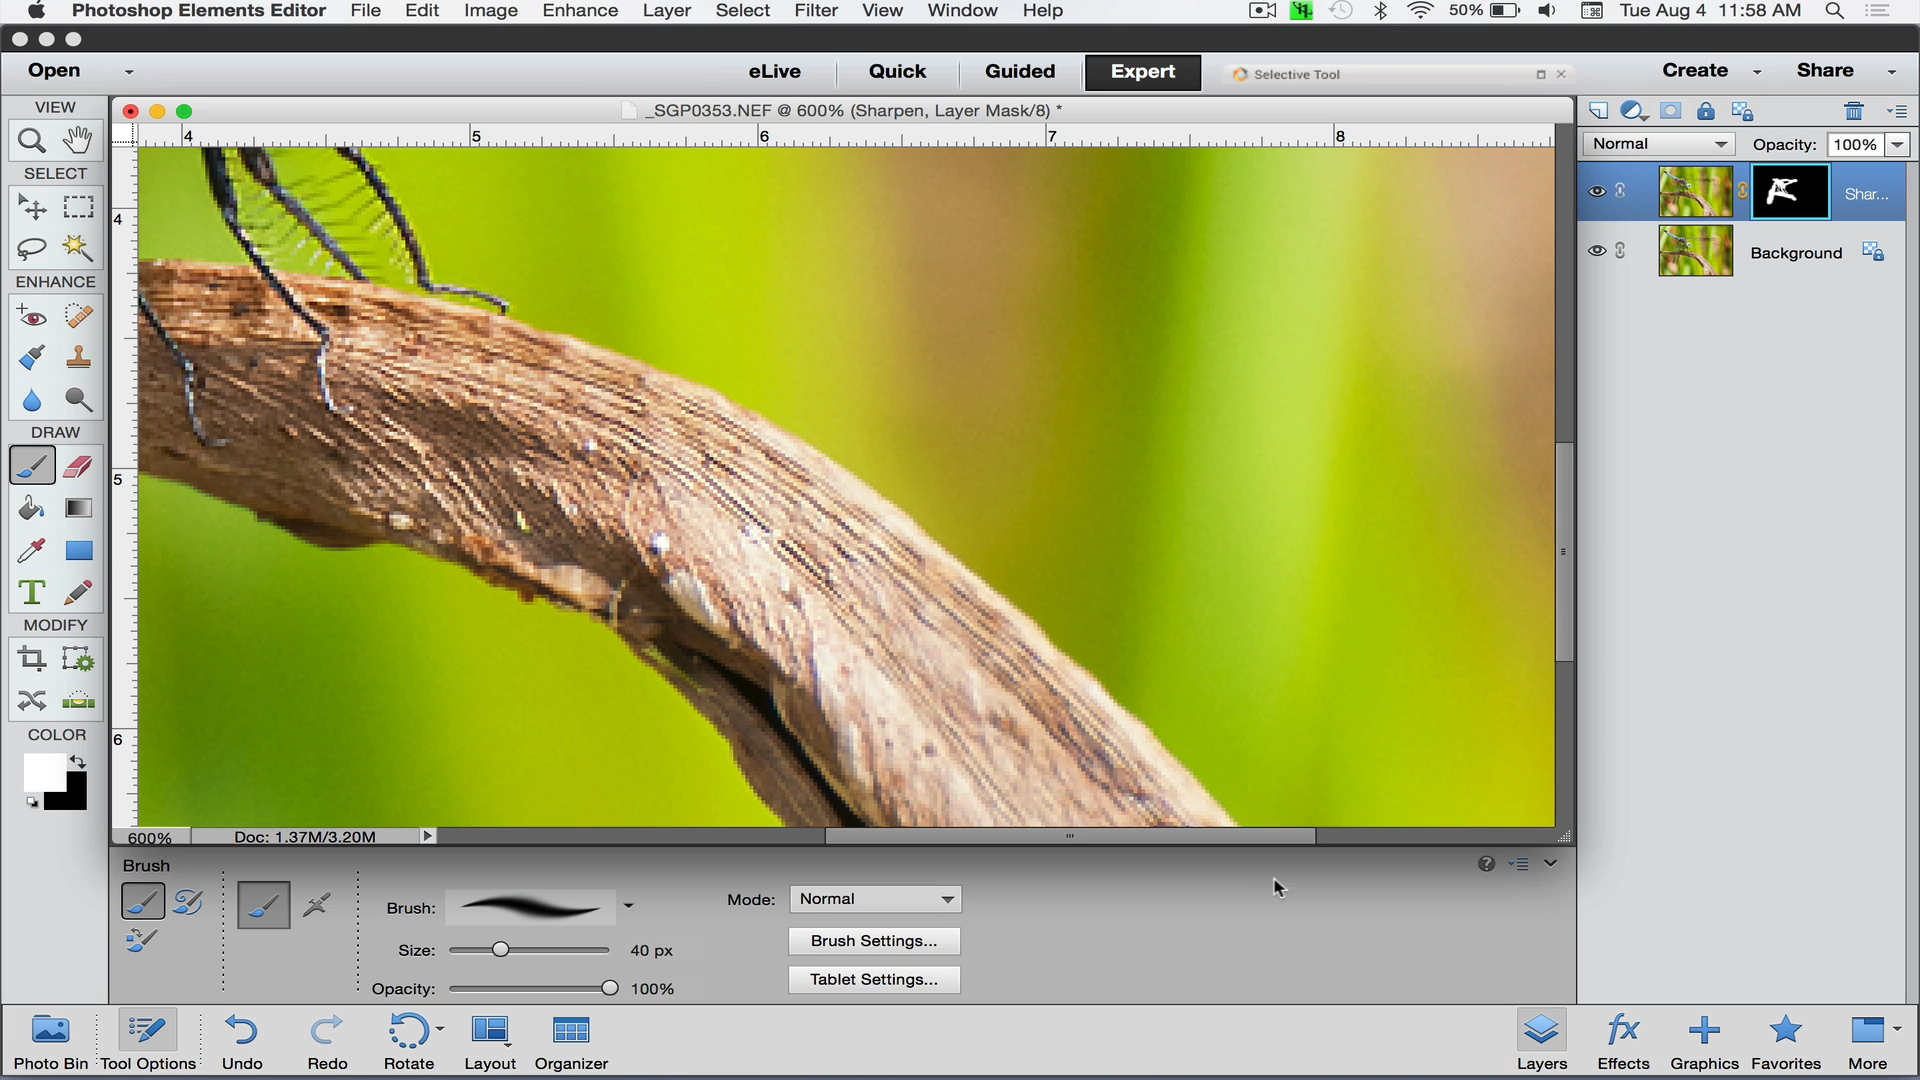 Photoshop Elements Editor File Edit Image Enhance Layer Select Filter View Window Help 50% Tue Aug 4 11:58 AM
Open eLive Quick Guided Expert Selective Tool Create Share
VIEW
_SGP0353.NEF @ 600% (Sharpen, Layer Mask/8) *
4 5 6 7 8
Normal Opacity: 100%
SELECT
Shar...
4
Background
ENHANCE
DRAW
5
T
MODIFY
COLOR
6
600% Doc: 1.37M/3.20M
Brush
Brush: Mode: Normal
Size: 40 px Brush Settings...
Opacity: 100% Tablet Settings...
fx
Photo Bin Tool Options Undo Redo Rotate Layout Organizer Layers Effects Graphics Favorites More